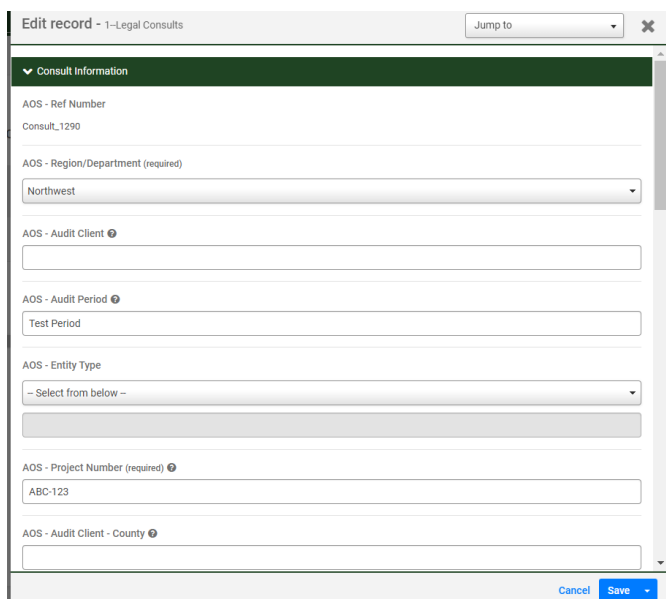 Edit record - 1--Legal Consults
Jump to
Consult Information
AOS - Ref Number
Consult_1290
AOS - Region/Department (required)
Northwest
AOS - Audit Client
AOS - Audit Period
Test Period
AOS - Entity Type
-- Select from below --
AOS - Project Number (required)
ABC-123
AOS - Audit Client - County
Cancel Save